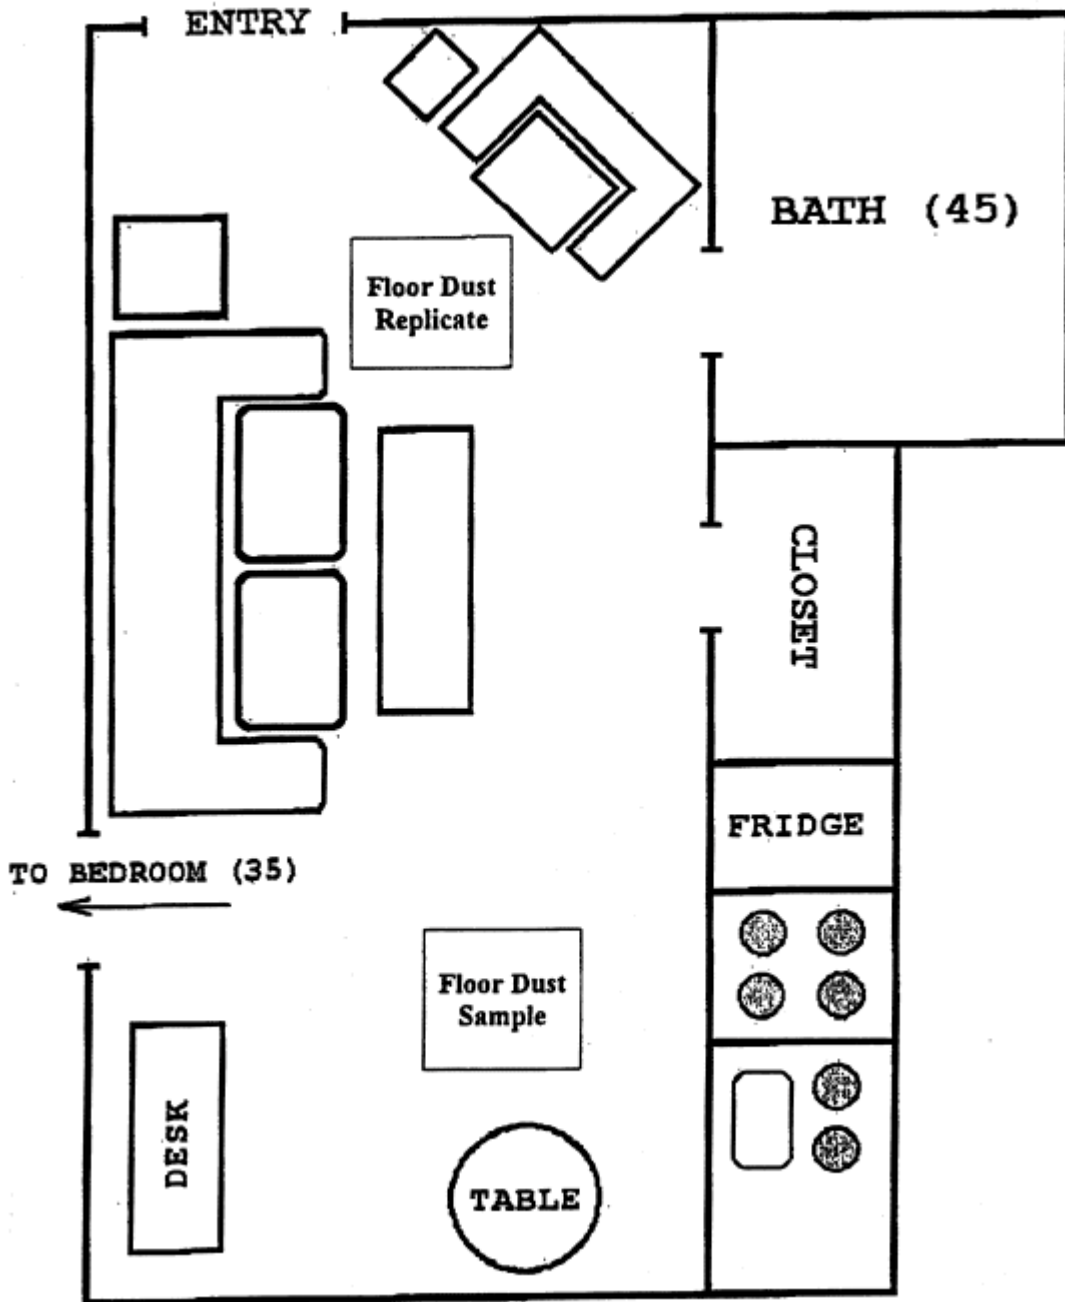 ENTRY
BATH (45)
Floor Dust
Replicate
CLOSET
FRIDGE
TO BEDROOM (35)
Floor Dust
Sample
DESK
TABLE